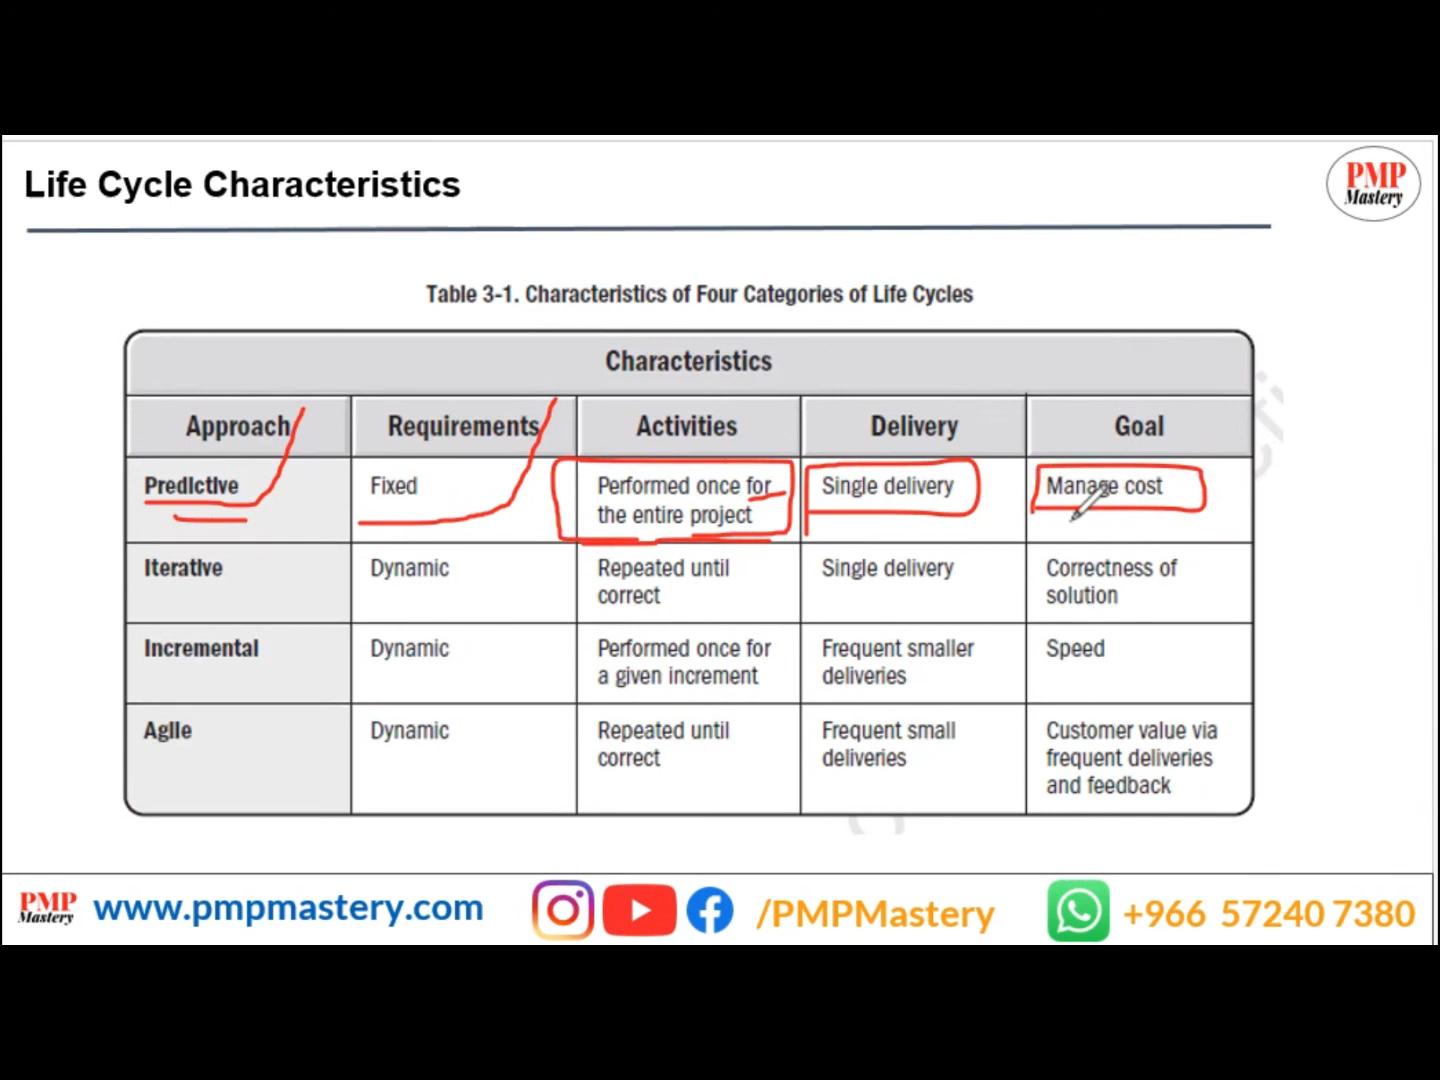 Life Cycle Characteristics
PMP
Mastery
Table 3-1. Characteristics of Four Categories of Life Cycles
Characteristics
Approach Requirements Activities Delivery Goal
Predictive Fixed Performed once for Single delivery Manage cost
the entire project
Iterative Dynamic Repeated until Single delivery Correctness of
correct solution
Incremental Dynamic Performed once for Frequent smaller Speed
a given increment deliveries
Agile Dynamic Repeated until Frequent small Customer value via
correct deliveries frequent deliveries
and feedback
PMP
Mastery
www.pmpmastery.com /PMPMastery +966 57240 7380